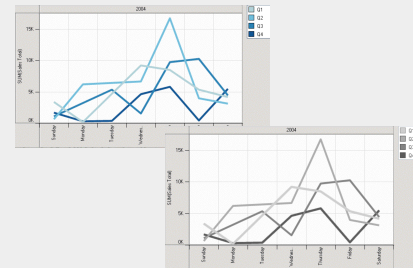 2004
Q1
Q2
Q3
Q4
SUM(Sales Total)
15K
10K
5K
0K
Sunday
Monday
Tuesday
Wednes..
2004
SUM(Sales Total)
15K
10K
5K
0K
Sunday
Monday
Tuesday
Wednes..
Thursday
Friday
Saturday